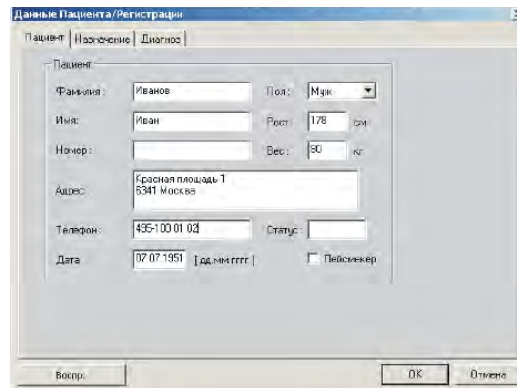 Данные Пациента/Регистрации
Пациент Назначение Диагноз
Пациент
Фамилия: Иванов Пол: Муж
Имя: Иван Рост: 178 см
Номер: Вес: 80 кг
Адрес: Красная площадь 1
6341 Москва
Телефон: 495-100 01 02 Статус:
Дата 07.07.1951 [ дд.мм.гггг ] Пейсмекер
Воспр. OK Отмена